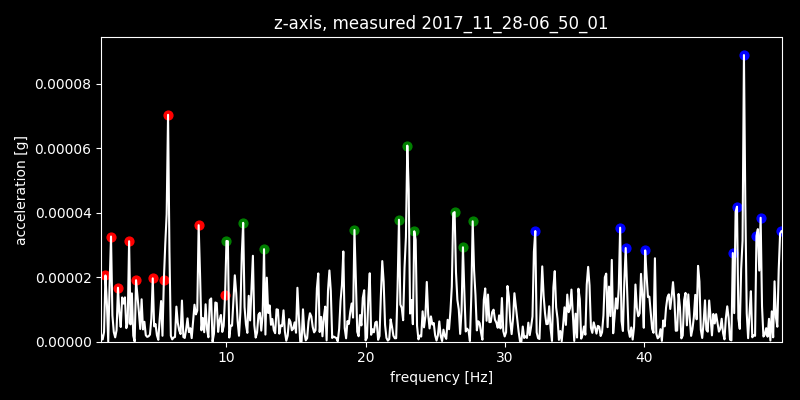 z-axis, measured 2017_11_28-06_50_01
0.00008
0.00006
0.00004
0.00002
0.00000
acceleration [g]
10 20 30 40
frequency [Hz]